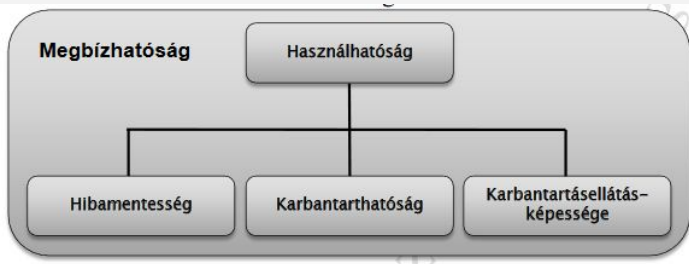 Megbízhatóság
Használhatóság
Hibamentesség
Karbantarthatóság
Karbantartásellátás-
képessége